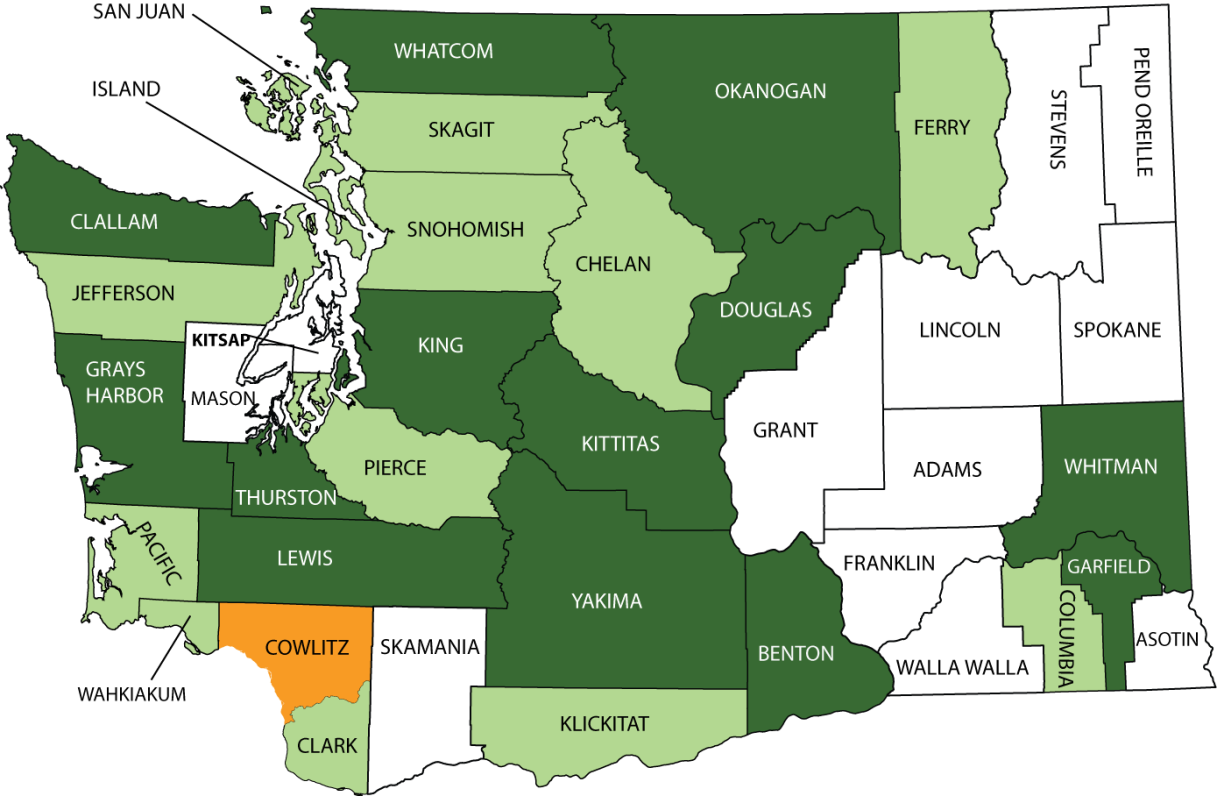 SAN JUAN
WHATCOM
ISLAND
OKANOGAN
SKAGIT
FERRY
STEVENS
PEND OREILLE
CLALLAM
SNOHOMISH
CHELAN
JEFFERSON
DOUGLAS
LINCOLN
SPOKANE
KITSAP
KING
GRAYS
HARBOR
MASON
GRANT
KITTITAS
PIERCE
ADAMS
WHITMAN
THURSTON
PACIFIC
LEWIS
FRANKLIN
GARFIELD
YAKIMA
COLUMBIA
COWLITZ
SKAMANIA
BENTON
WALLA WALLA
ASOTIN
WAHKIAKUM
KLICKITAT
CLARK